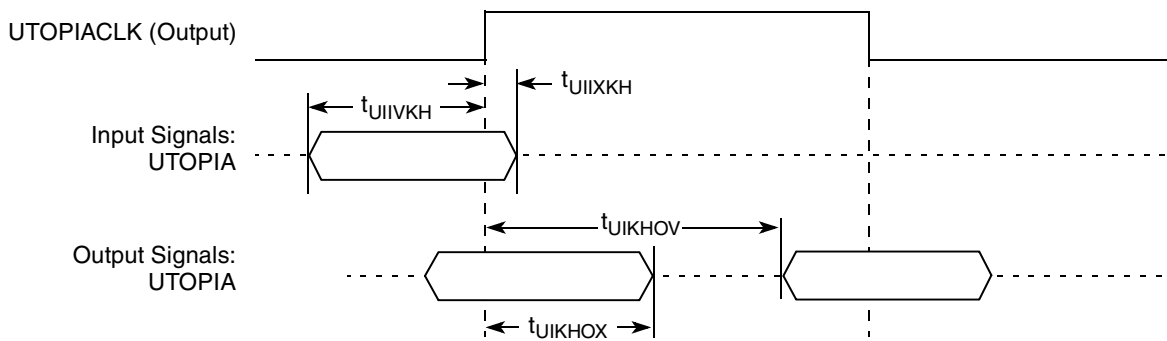 UTOPIACLK (Output)
tUIIXKH
tUIIVKH
Input Signals:
UTOPIA
tUIKHOV
Output Signals:
UTOPIA
tUIKHOX